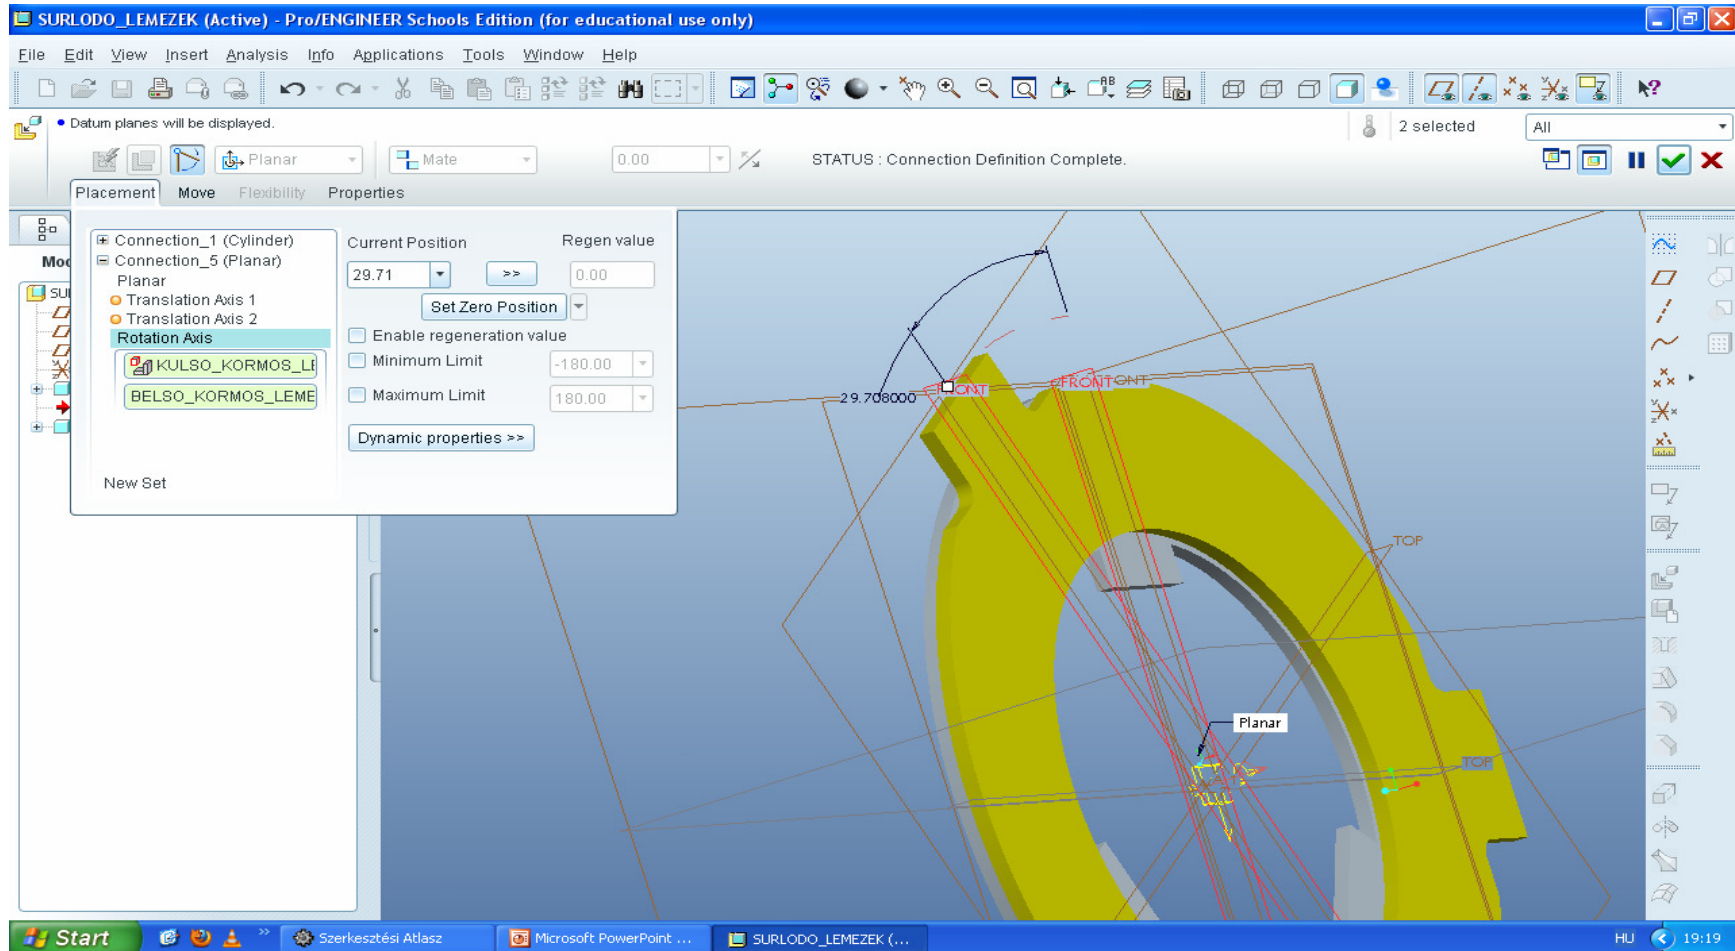 SURLODO_LEMEZEK (Active) - Pro/ENGINEER Schools Edition (for educational use only)
File Edit View Insert Analysis Info Applications Tools Window Help
• Datum planes will be displayed.
2 selected
All
Planar
Mate
0.00
STATUS : Connection Definition Complete.
Placement Move Flexibility Properties
Connection_1 (Cylinder)
Connection_5 (Planar)
Planar
Translation Axis 1
Translation Axis 2
Rotation Axis
KULSO_KORMOS_LE
BELSO_KORMOS_LEME
New Set
Current Position
Regen value
29.71
>>
0.00
Set Zero Position
Enable regeneration value
Minimum Limit
-180.00
Maximum Limit
180.00
Dynamic properties >>
29.708000
FRONT
FRONT
TOP
Planar
TOP
Start
Szerkesztési Atlasz
Microsoft PowerPoint ...
SURLODO_LEMEZEK (...
HU
19:19